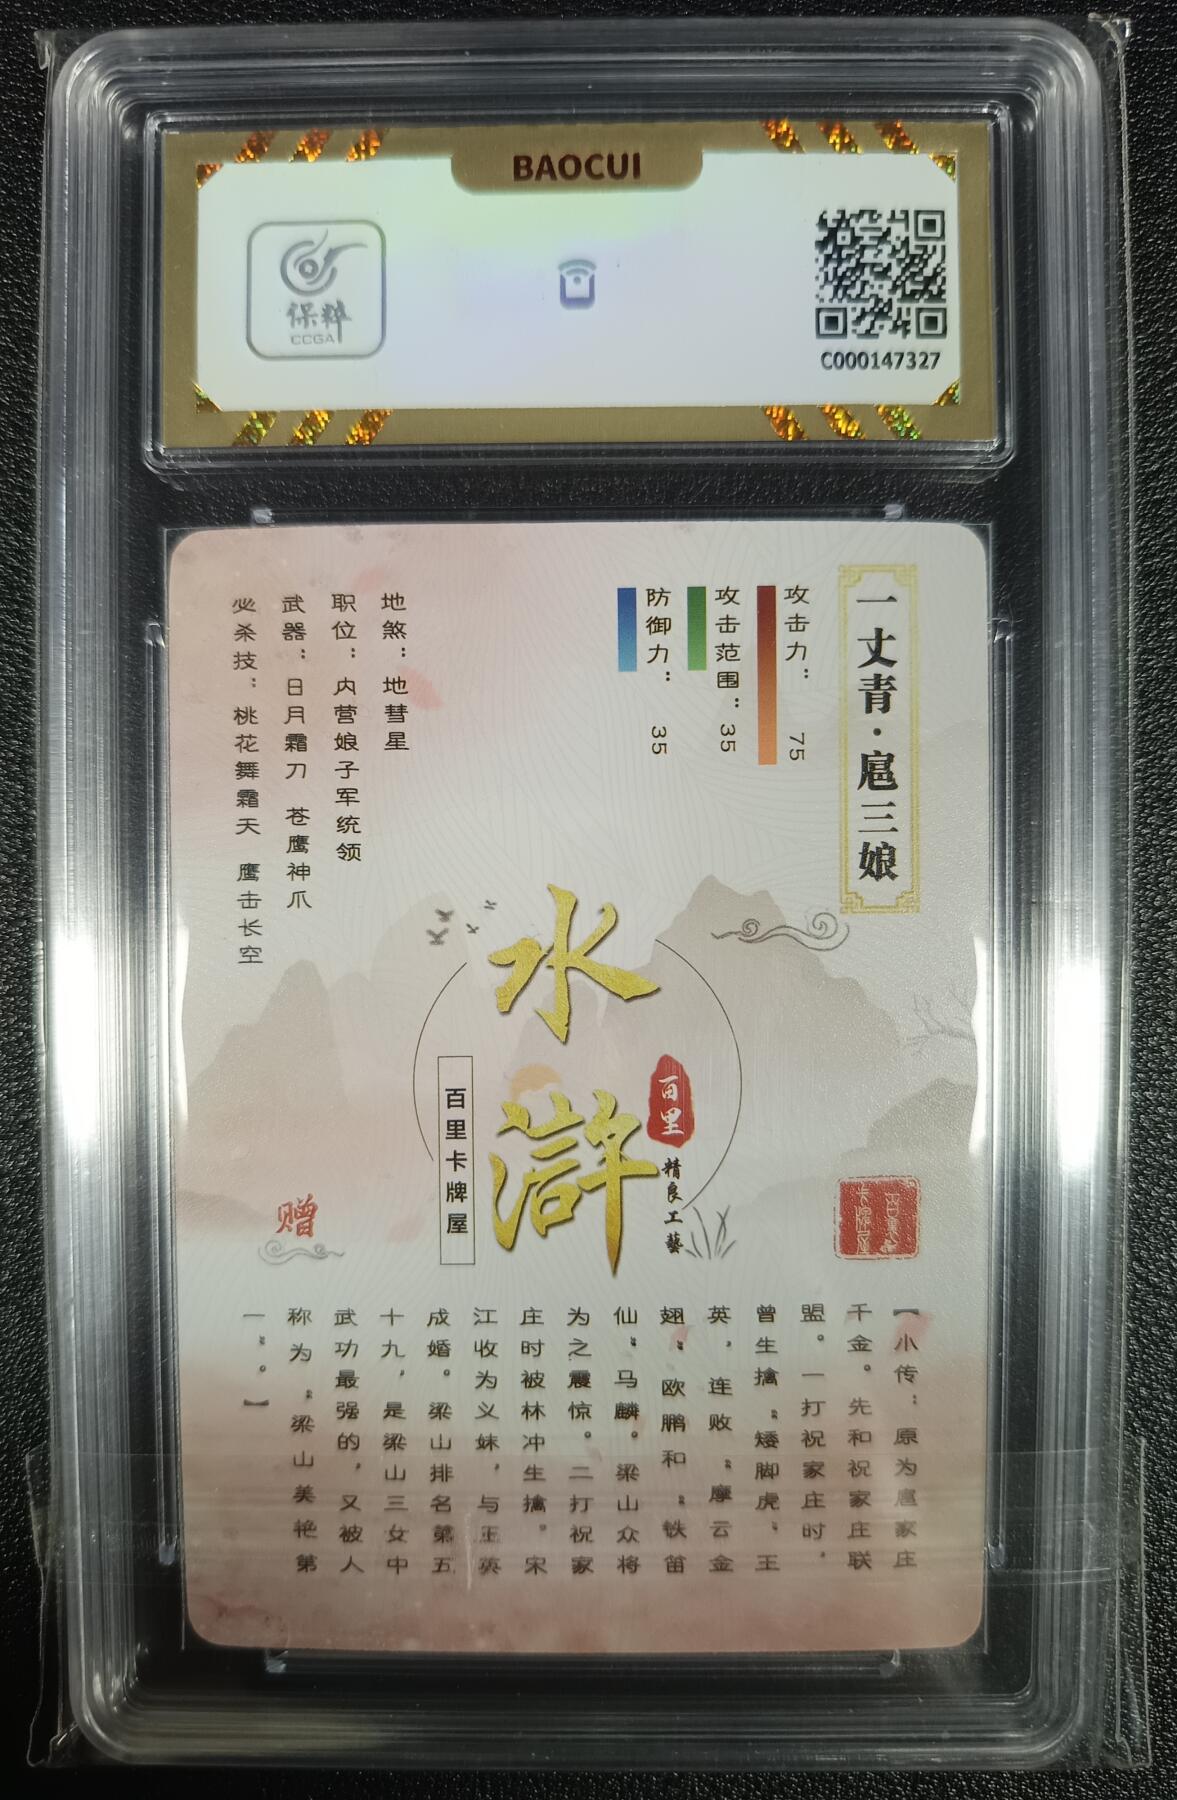 BAOCUI
保粹
CCGA
C000147327
一丈青·扈三娘
攻击力： 75
攻击范围：35
防御力： 35
地煞：地彗星
职位：内营娘子军统领
武器：日月霜刀 苍鹰神爪
必杀技：桃花舞霜天 鹰击长空
水浒
百里
精良工藝
百里卡牌屋
赠
【小传：原为扈家庄
千金。先和祝家庄联
盟。一打祝家庄时，
曾生擒“矮脚虎”王
英，连败“摩云金
翅”欧鹏和“铁笛
仙”马麟。梁山众将
为之震惊。二打祝家
庄时被林冲生擒。宋
江收为义妹，与王英
成婚。梁山排名第五
十九，是梁山三女中
武功最强的，又被人
称为“梁山美艳第
一”。】